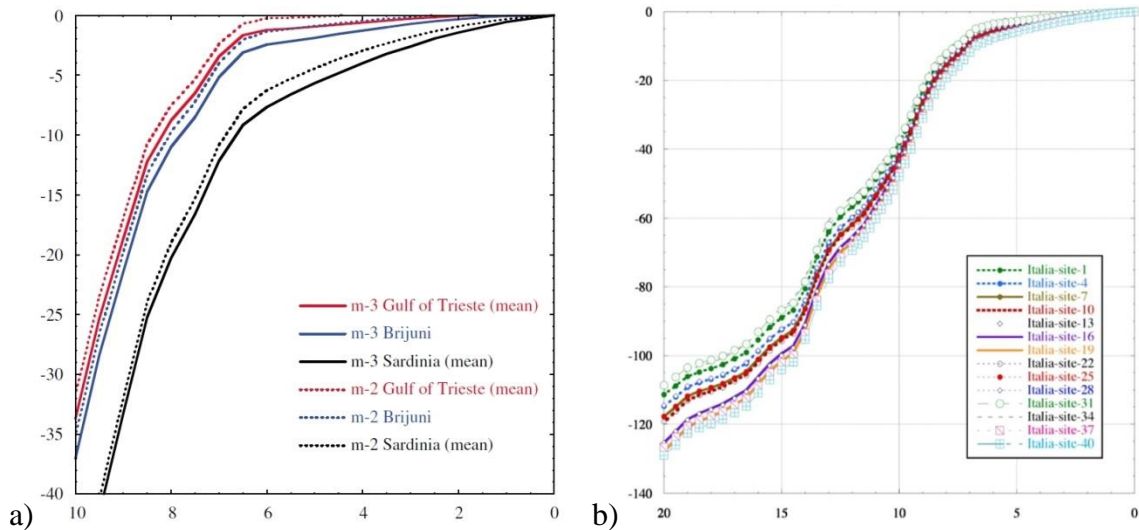 0
-5
-10
-15
-20
-25
-30
-35
-40
10 8 6 4 2 0
m-3 Gulf of Trieste (mean)
m-3 Brijuni
m-3 Sardinia (mean)
m-2 Gulf of Trieste (mean)
m-2 Brijuni
m-2 Sardinia (mean)
a)
0
-20
-40
-60
-80
-100
-120
-140
20 15 10 5 0
Italia-site-1
Italia-site-4
Italia-site-7
Italia-site-10
Italia-site-13
Italia-site-16
Italia-site-19
Italia-site-22
Italia-site-25
Italia-site-28
Italia-site-31
Italia-site-34
Italia-site-37
Italia-site-40
b)